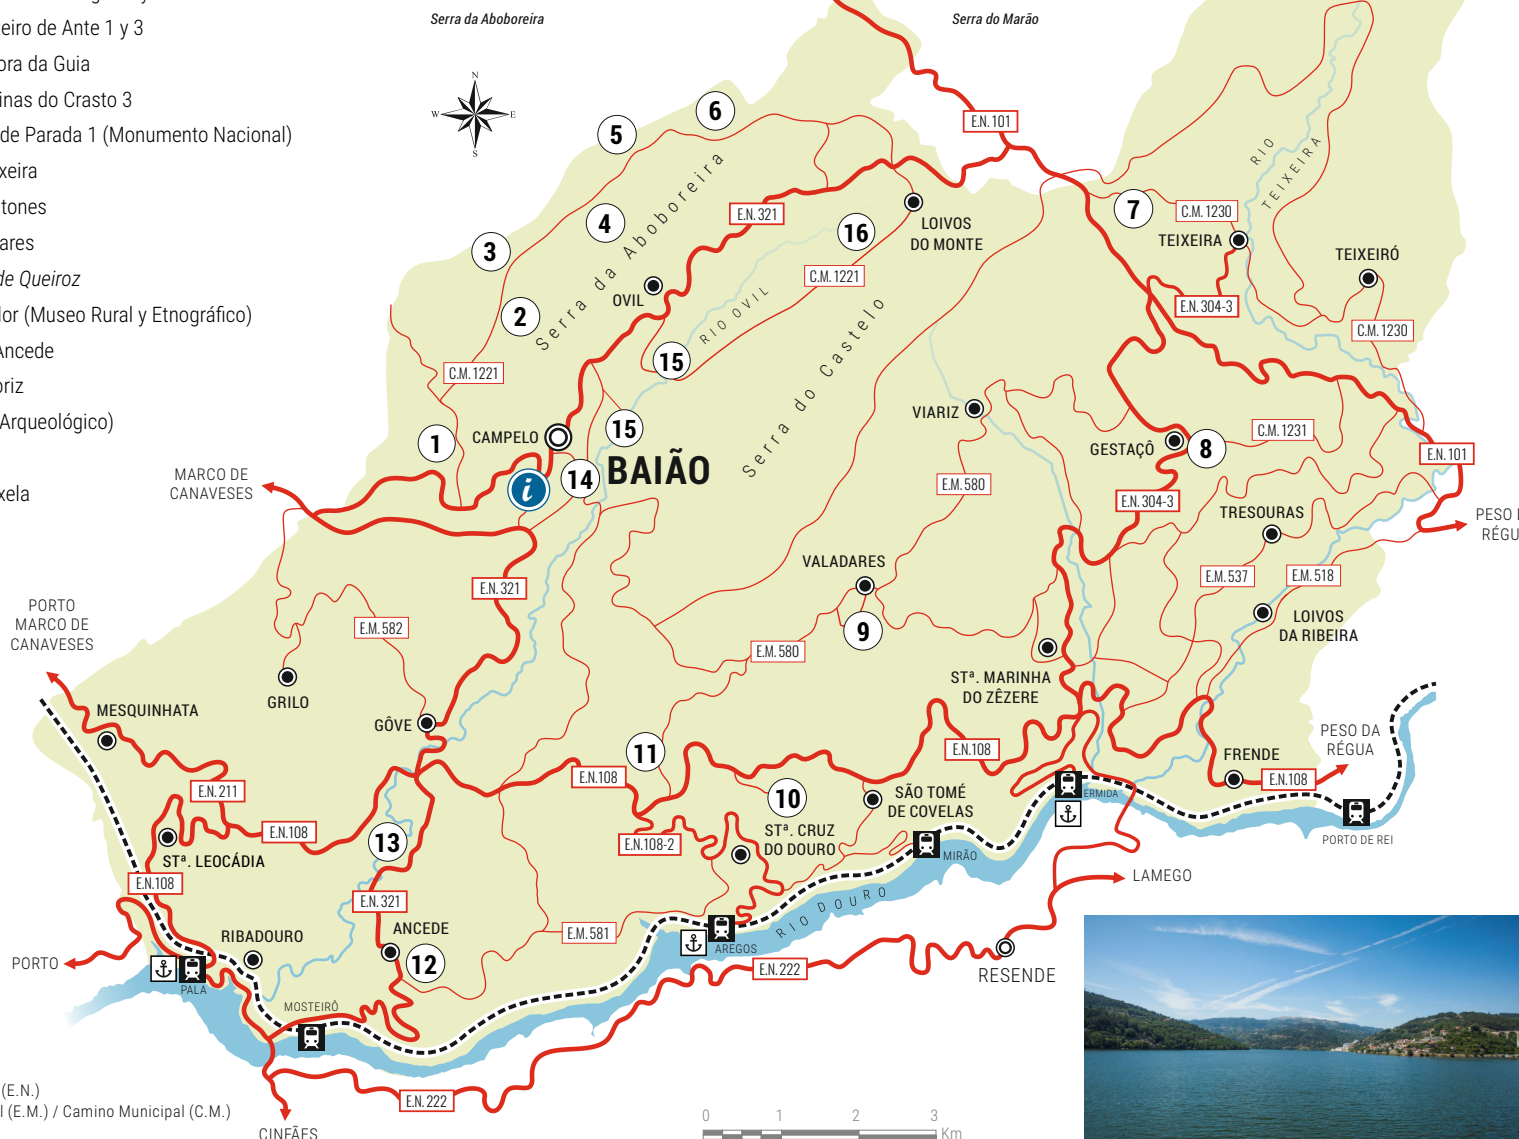 eiro de Ante 1 y 3
ora da Guia
inas do Crasto 3
de Parada 1 (Monumento Nacional)
xeira
tones
ares
de Queiroz
lor (Museo Rural y Etnográfico)
Ancede
oriz
Arqueológico)
xela
(E.N.)
l (E.M.) / Camino Municipal (C.M.)
Serra da Aboboreira
Serra do Marão
N
W
E
S
E.N. 101
6
5
4
3
2
1
Serra da Aboboreira
E.N. 321
16
LOIVOS
DO MONTE
C.M. 1221
OVIL
RIO OVIL
15
Serra do Castelo
C.M. 1221
CAMPELO
15
14
BAIÃO
i
MARCO DE
CANAVESES
7
C.M. 1230
TEIXEIRA
RIO
TEIXEIRA
TEIXEIRÓ
E.N. 304-3
C.M. 1230
VIARIZ
GESTAÇÔ
8
C.M. 1231
E.N. 101
E.M. 580
E.N. 304-3
TRESOURAS
PESO
RÉGU
E.N. 321
VALADARES
9
E.M. 537
E.M. 518
LOIVOS
DA RIBEIRA
PORTO
MARCO DE
CANAVESES
E.M. 582
E.M. 580
GRILO
STª. MARINHA
DO ZÊZERE
MESQUINHATA
GÔVE
11
E.N. 108
PESO DA
RÉGUA
FRENDE
E.N. 108
E.N. 211
E.N. 108
10
SÃO TOMÉ
DE COVELAS
ERMIDA
E.N. 108
13
E.N. 108-2
STª. CRUZ
DO DOURO
PORTO DE REI
STª. LEOCÁDIA
MIRÃO
E.N. 108
E.N. 321
LAMEGO
RIO DOURO
ANCEDE
12
E.M. 581
RIBADOURO
AREGOS
PORTO
PALA
E.N. 222
RESENDE
MOSTEIRÔ
E.N. 222
CINFÃES
0
1
2
3
Km